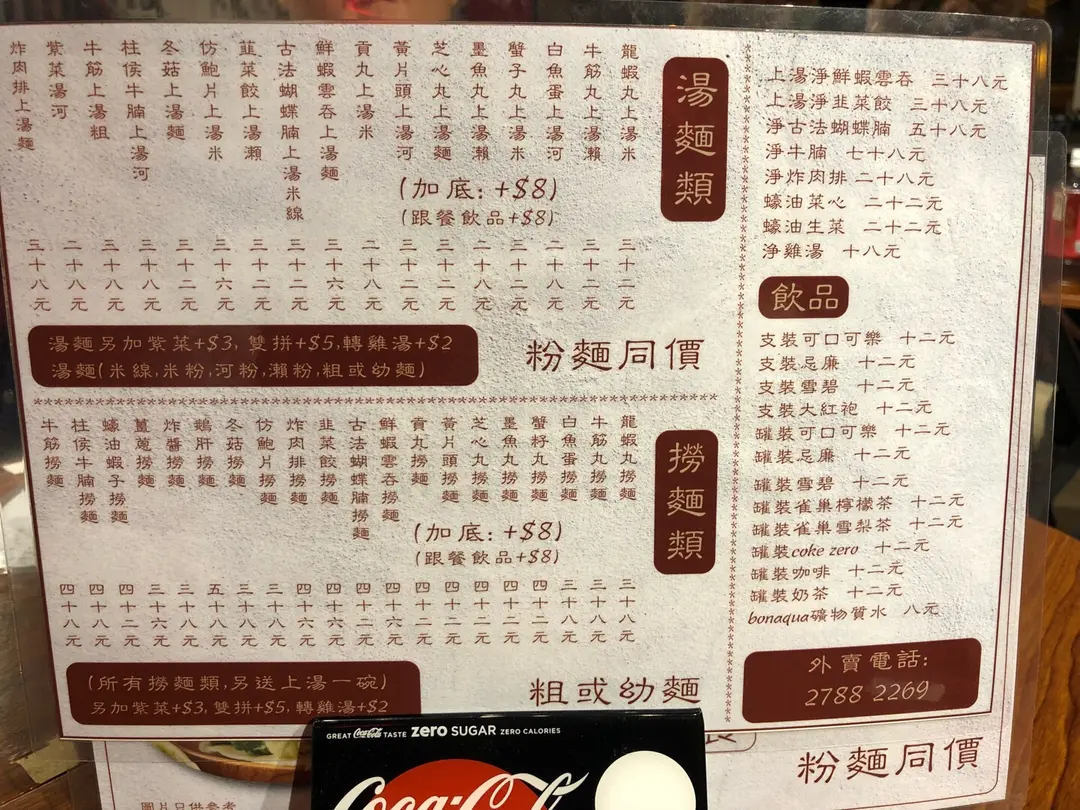 湯麵類
龍蝦丸上湯米 三十二元
牛筋丸上湯瀨 三十二元
白魚蛋上湯河 二十八元
蟹子丸上湯米 三十二元
墨魚丸上湯瀨 二十八元
芝心丸上湯麵 三十二元
黃片頭上湯河 三十二元
貢丸上湯米 二十八元
鮮蝦雲吞上湯麵 三十六元
古法蝴蝶腩上湯米線 三十二元
韮菜餃上湯瀨 三十二元
仿鮑片上湯米 三十六元
冬菇上湯麵 三十二元
柱侯牛腩上湯河 三十八元
牛筋上湯粗 三十八元
紫菜湯河 二十八元
炸肉排上湯麵 三十八元
(加底: +$8)
(跟餐飲品+$8)
湯麵另加紫菜+$3, 雙拼+$5,轉雞湯+$2
湯麵(米線,米粉,河粉,瀨粉,粗或幼麵)
粉麵同價
撈麵類
龍蝦丸撈麵 三十八元
牛筋丸撈麵 三十八元
白魚蛋撈麵 三十八元
蟹籽丸撈麵 四十二元
墨魚丸撈麵 四十二元
芝心丸撈麵 四十二元
黃片頭撈麵 四十二元
貢丸撈麵 四十二元
鮮蝦雲吞撈麵 四十六元
古法蝴蝶腩撈麵 四十二元
韮菜餃撈麵 四十六元
炸肉排撈麵 四十六元
仿鮑片撈麵 三十八元
冬菇撈麵 三十八元
鵝肝撈麵 五十八元
炸醬撈麵 三十八元
薑蔥撈麵 三十六元
蠔油蝦子撈麵 四十二元
柱侯牛腩撈麵 四十八元
牛筋撈麵 四十八元
(加底: +$8)
(跟餐飲品+$8)
(所有撈麵類,另送上湯一碗)
另加紫菜+$3, 雙拼+$5, 轉雞湯+$2
粗或幼麵
上湯淨鮮蝦雲吞 三十八元
上湯淨韭菜餃 三十八元
淨古法蝴蝶腩 五十八元
淨牛腩 七十八元
淨炸肉排 二十八元
蠔油菜心 二十二元
蠔油生菜 二十二元
淨雞湯 十八元
飲品
支裝可口可樂 十二元
支裝忌廉 十二元
支裝雪碧 十二元
支裝大紅袍 十二元
罐裝可口可樂 十二元
罐裝忌廉 十二元
罐裝雪碧 十二元
罐裝雀巢檸檬茶 十二元
罐裝雀巢雪梨茶 十二元
罐裝coke zero 十二元
罐裝咖啡 十二元
罐裝奶茶 十二元
bonaqua礦物質水 八元
外賣電話:
2788 2269
粉麵同價
圖片只供參考
GREAT Coca-Cola TASTE zero SUGAR ZERO CALORIES
Coca-Cola